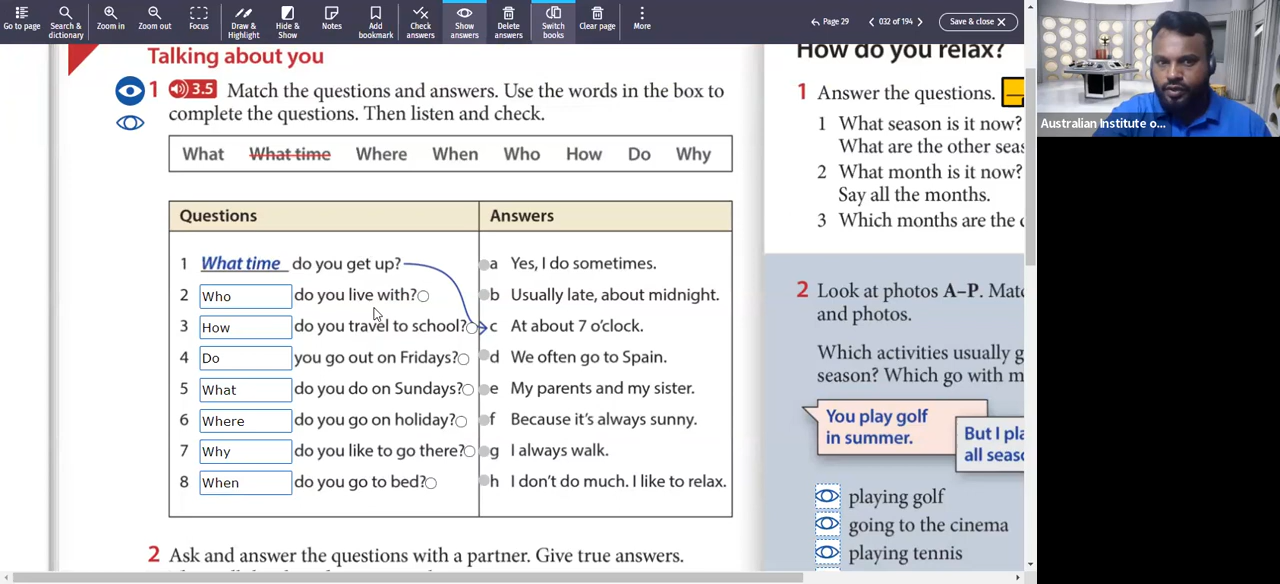 Go to page
Search & dictionary
Zoom in
Zoom out
Focus
Draw & Highlight
Hide & Show
Notes
Add bookmark
Check answers
Show answers
Delete answers
Switch books
Clear page
More
Page 29
032 of 194
Save & close
Talking about you
1 3.5 Match the questions and answers. Use the words in the box to
complete the questions. Then listen and check.
What What time Where When Who How Do Why
Questions Answers
1 What time do you get up? a Yes, I do sometimes.
2 Who do you live with? b Usually late, about midnight.
3 How do you travel to school? c At about 7 o'clock.
4 Do you go out on Fridays? d We often go to Spain.
5 What do you do on Sundays? e My parents and my sister.
6 Where do you go on holiday? f Because it's always sunny.
7 Why do you like to go there? g I always walk.
8 When do you go to bed? h I don't do much. I like to relax.
2 Ask and answer the questions with a partner. Give true answers.
How do you relax?
1 Answer the questions.
1 What season is it now?
What are the other sea
2 What month is it now?
Say all the months.
3 Which months are the
2 Look at photos A–P. Mat
and photos.
Which activities usually g
season? Which go with m
You play golf
in summer.
But I pla
all seaso
playing golf
going to the cinema
playing tennis
Australian Institute o...